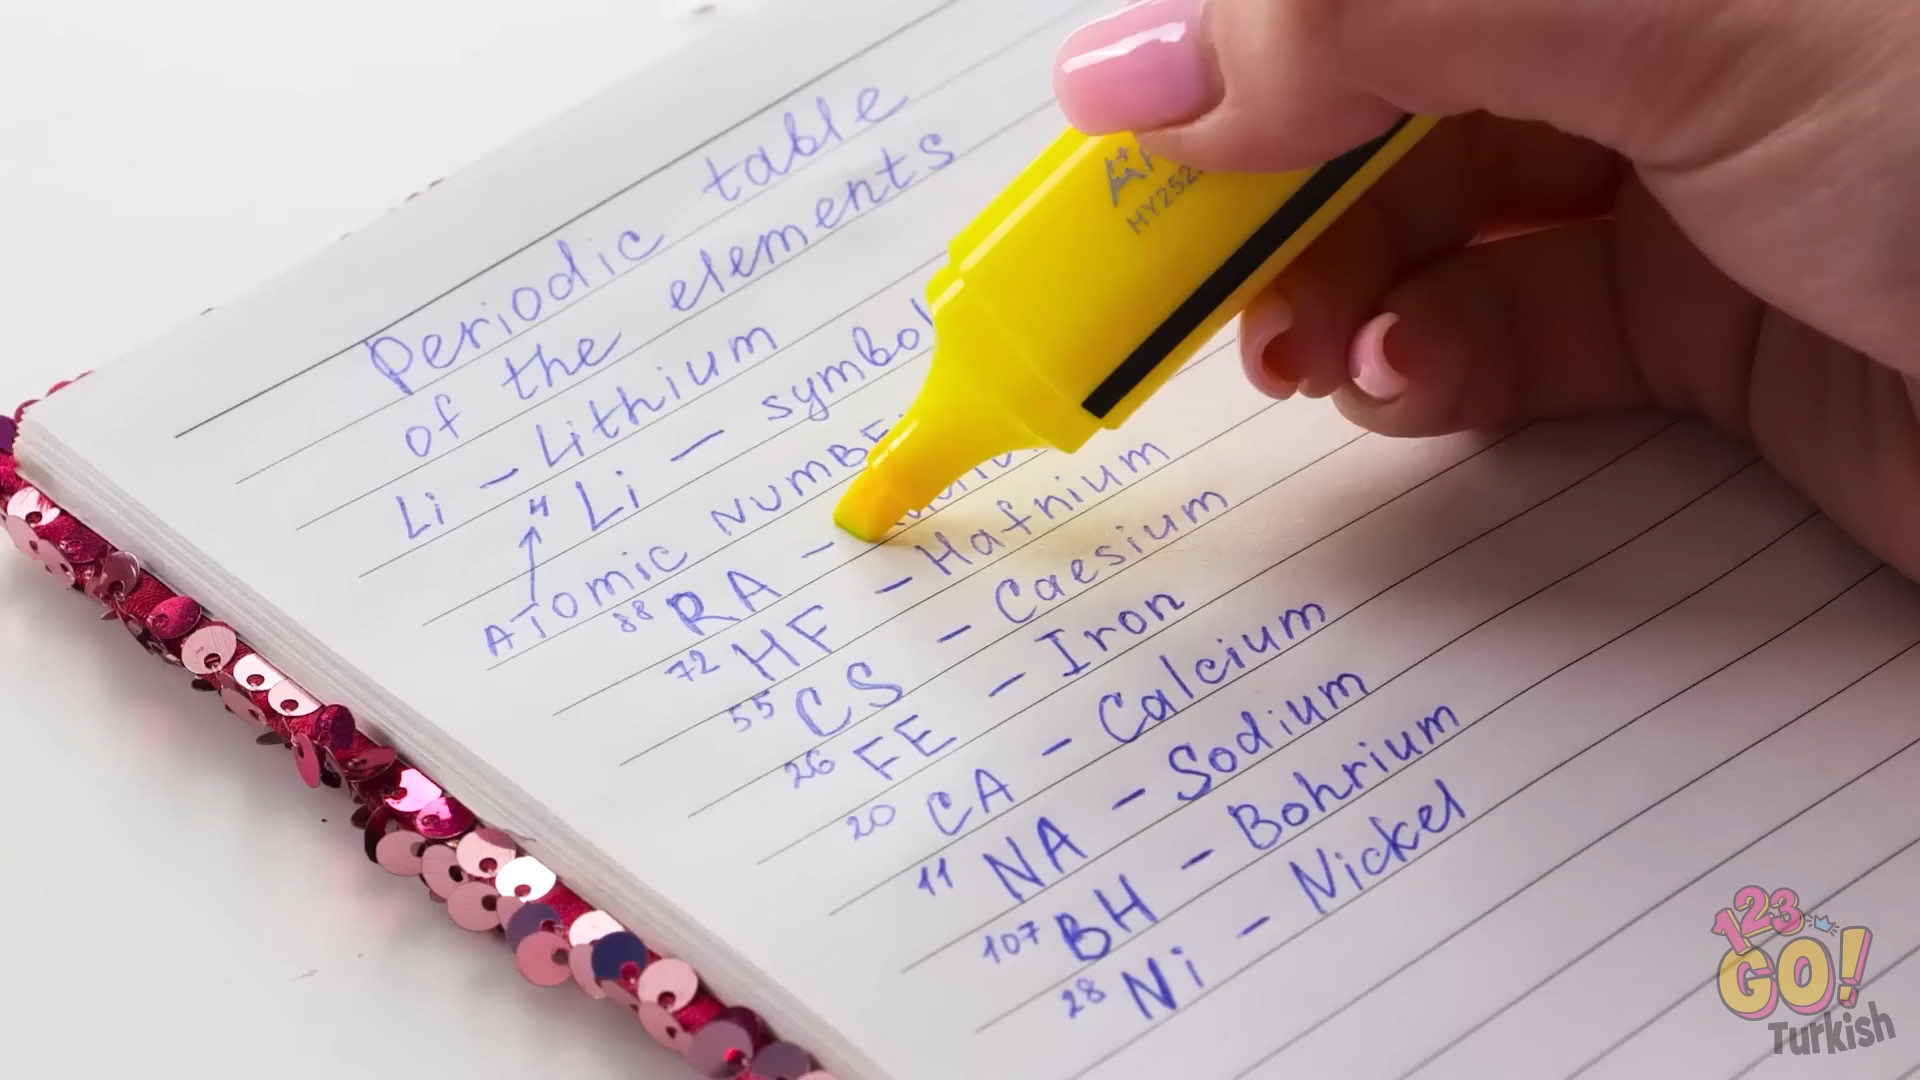 Periodic table
of the elements
Li - Lithium
4 Li - symbol
ATOMIC NUMBE
88 RA -
72 HF - Hafnium
55 CS - Caesium
26 FE - Iron
20 CA - Calcium
11 NA - Sodium
107 BH - Bohrium
28 Ni - Nickel
HY252
123
GO!
Turkish